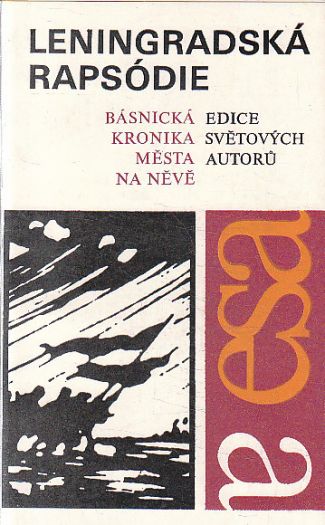 LENINGRADSKÁ
RAPSÓDIE
BÁSNICKÁ
KRONIKA
MĚSTA
NA NĚVĚ
EDICE
SVĚTOVÝCH
AUTORŮ
esa
a